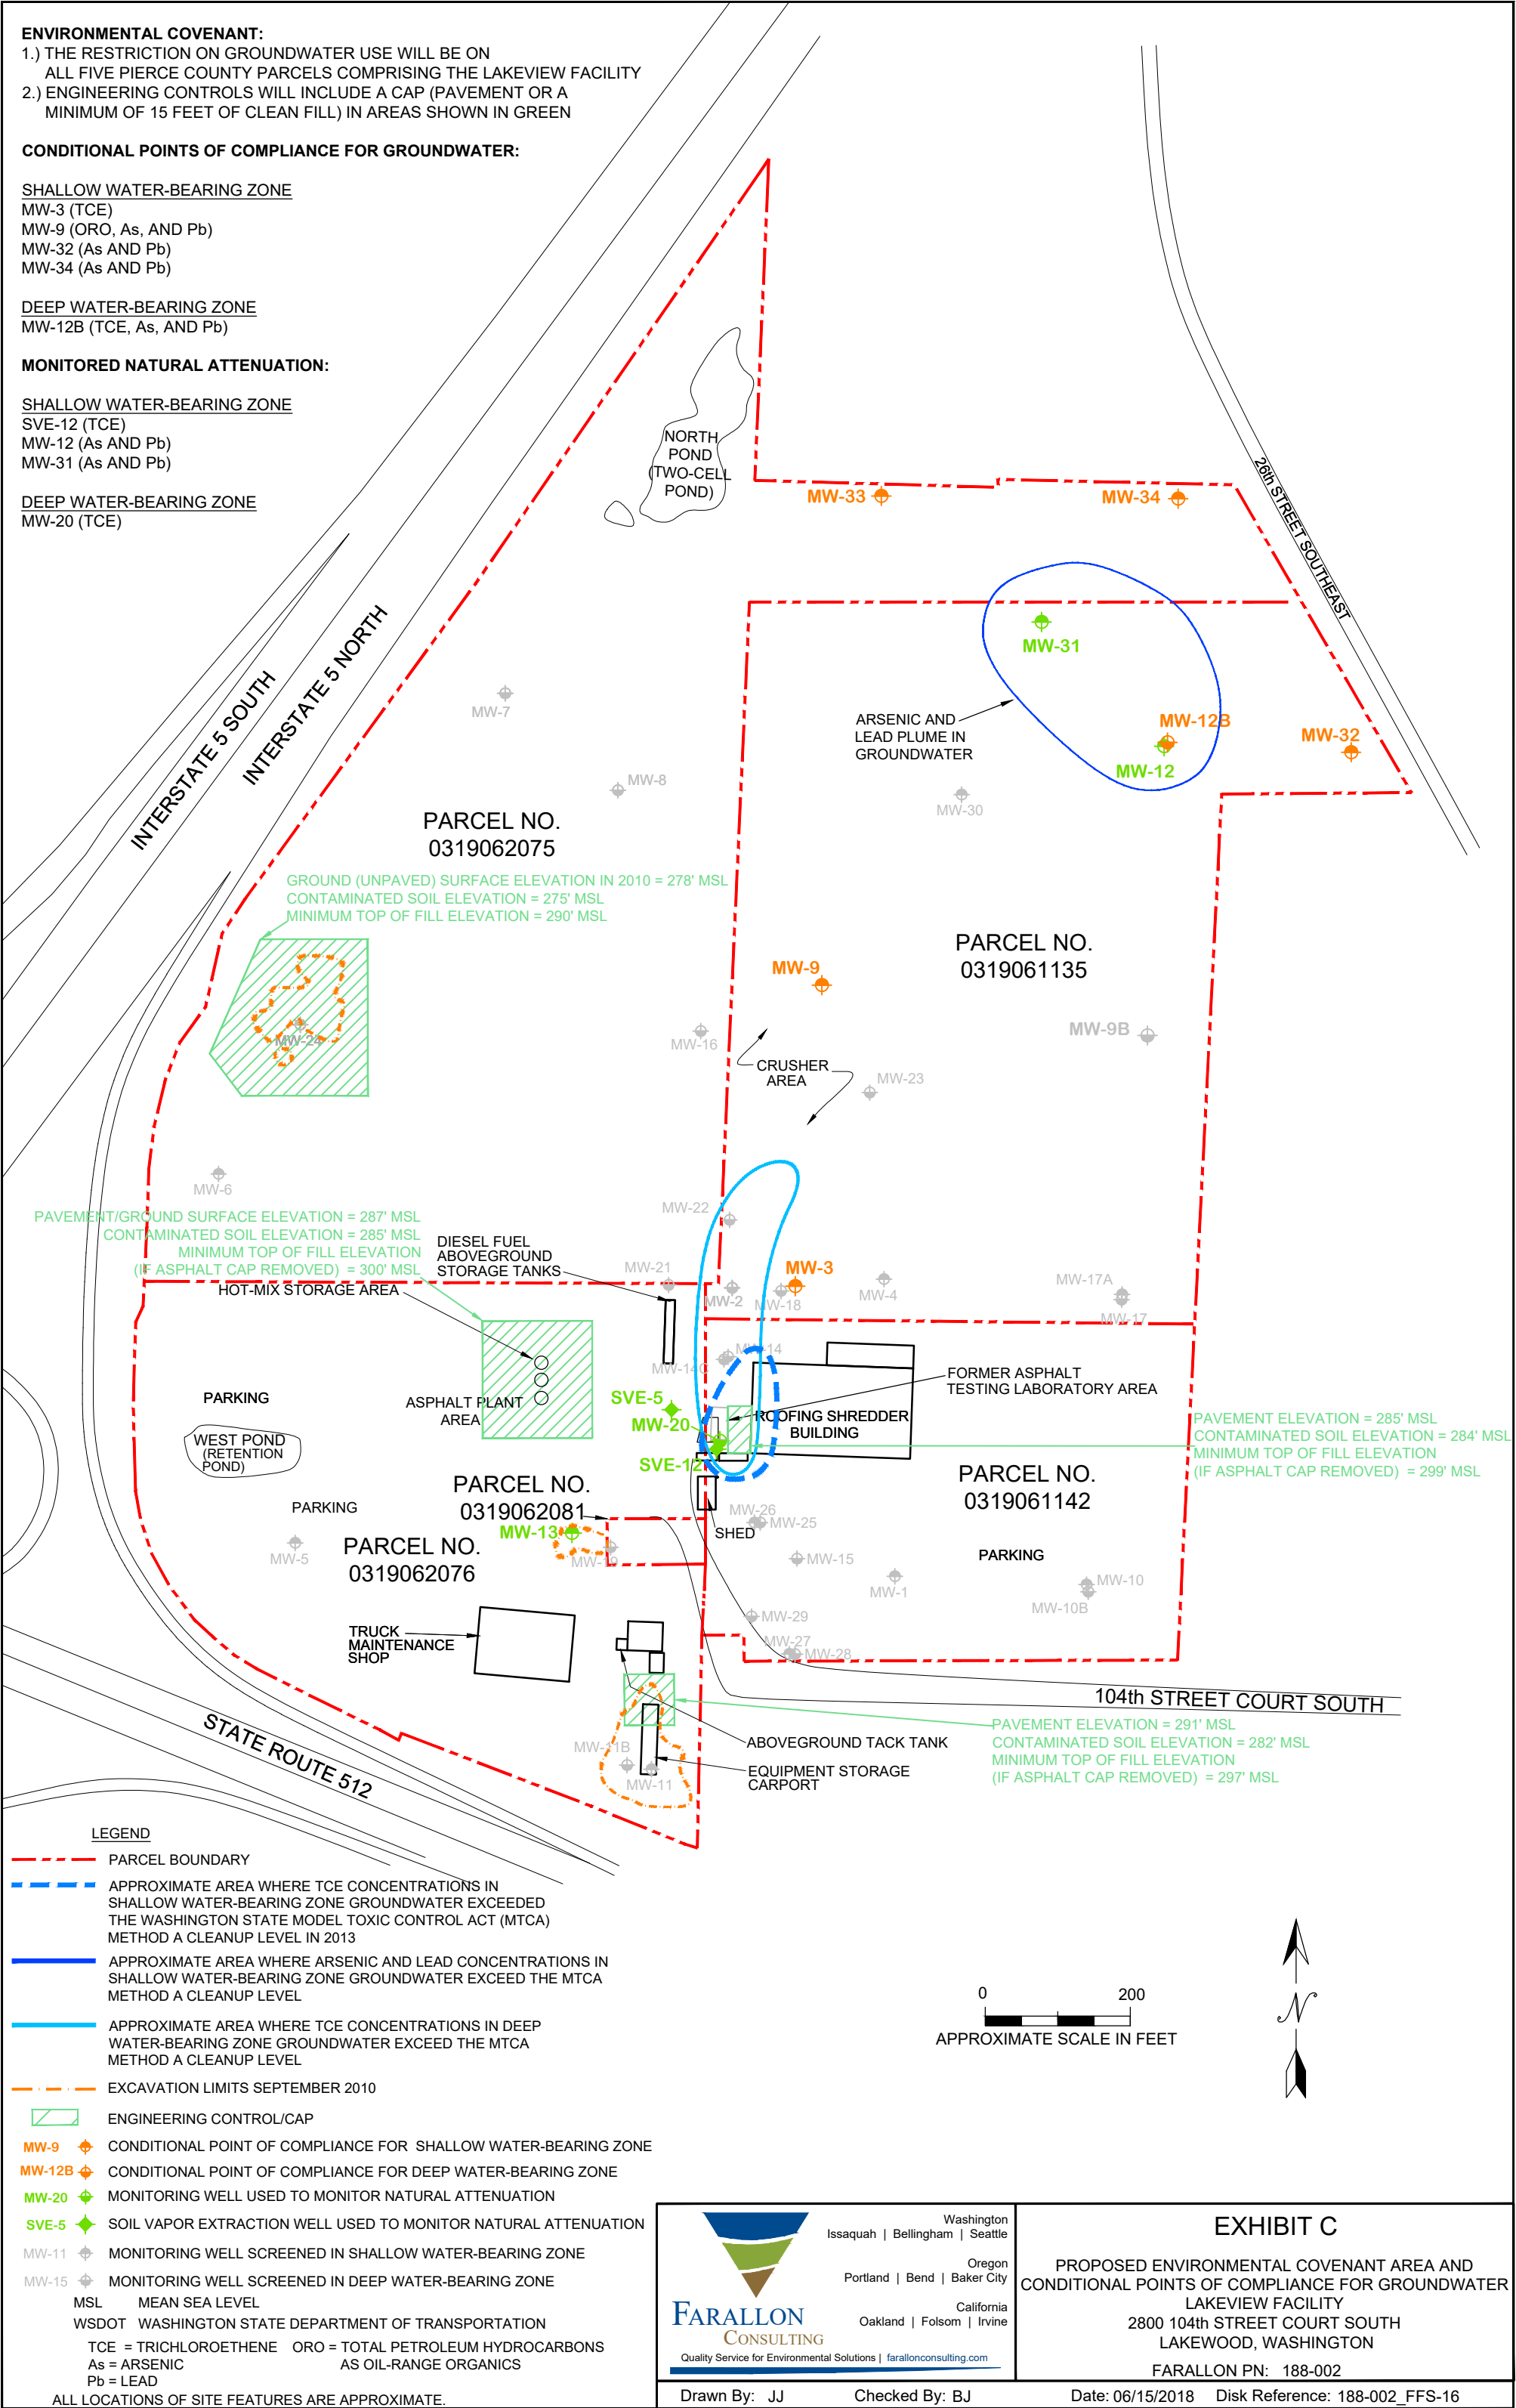 ENVIRONMENTAL COVENANT:
1.) THE RESTRICTION ON GROUNDWATER USE WILL BE ON
ALL FIVE PIERCE COUNTY PARCELS COMPRISING THE LAKEVIEW FACILITY
2.) ENGINEERING CONTROLS WILL INCLUDE A CAP (PAVEMENT OR A
MINIMUM OF 15 FEET OF CLEAN FILL) IN AREAS SHOWN IN GREEN
CONDITIONAL POINTS OF COMPLIANCE FOR GROUNDWATER:
SHALLOW WATER-BEARING ZONE
MW-3 (TCE)
MW-9 (ORO, As, AND Pb)
MW-32 (As AND Pb)
MW-34 (As AND Pb)
DEEP WATER-BEARING ZONE
MW-12B (TCE, As, AND Pb)
MONITORED NATURAL ATTENUATION:
SHALLOW WATER-BEARING ZONE
SVE-12 (TCE)
MW-12 (As AND Pb)
MW-31 (As AND Pb)
DEEP WATER-BEARING ZONE
MW-20 (TCE)
NORTH
POND
(TWO-CELL
POND)
MW-33
MW-34
26th STREET SOUTHEAST
INTERSTATE 5 SOUTH
INTERSTATE 5 NORTH
MW-31
MW-7
ARSENIC AND
LEAD PLUME IN
GROUNDWATER
MW-12B
MW-12
MW-32
MW-8
MW-30
PARCEL NO.
0319062075
GROUND (UNPAVED) SURFACE ELEVATION IN 2010 = 278' MSL
CONTAMINATED SOIL ELEVATION = 275' MSL
MINIMUM TOP OF FILL ELEVATION = 290' MSL
PARCEL NO.
0319061135
MW-9
MW-24
MW-16
MW-9B
CRUSHER
AREA
MW-23
MW-6
MW-22
PAVEMENT/GROUND SURFACE ELEVATION = 287' MSL
CONTAMINATED SOIL ELEVATION = 285' MSL
MINIMUM TOP OF FILL ELEVATION
(IF ASPHALT CAP REMOVED) = 300' MSL
DIESEL FUEL
ABOVEGROUND
STORAGE TANKS
HOT-MIX STORAGE AREA
MW-21
MW-2
MW-18
MW-3
MW-4
MW-17A
MW-17
MW-14
MW-14C
FORMER ASPHALT
TESTING LABORATORY AREA
PARKING
ASPHALT PLANT
AREA
SVE-5
MW-20
SVE-12
ROOFING SHREDDER
BUILDING
WEST POND
(RETENTION
POND)
PAVEMENT ELEVATION = 285' MSL
CONTAMINATED SOIL ELEVATION = 284' MSL
MINIMUM TOP OF FILL ELEVATION
(IF ASPHALT CAP REMOVED) = 299' MSL
PARCEL NO.
0319062081
PARCEL NO.
0319061142
PARKING
MW-13
MW-19
SHED
MW-26
MW-25
MW-5
PARCEL NO.
0319062076
MW-15
PARKING
MW-1
MW-10
MW-10B
MW-29
MW-27
MW-28
TRUCK
MAINTENANCE
SHOP
104th STREET COURT SOUTH
PAVEMENT ELEVATION = 291' MSL
CONTAMINATED SOIL ELEVATION = 282' MSL
MINIMUM TOP OF FILL ELEVATION
(IF ASPHALT CAP REMOVED) = 297' MSL
STATE ROUTE 512
MW-11B
MW-11
ABOVEGROUND TACK TANK
EQUIPMENT STORAGE
CARPORT
LEGEND
PARCEL BOUNDARY
APPROXIMATE AREA WHERE TCE CONCENTRATIONS IN
SHALLOW WATER-BEARING ZONE GROUNDWATER EXCEEDED
THE WASHINGTON STATE MODEL TOXIC CONTROL ACT (MTCA)
METHOD A CLEANUP LEVEL IN 2013
APPROXIMATE AREA WHERE ARSENIC AND LEAD CONCENTRATIONS IN
SHALLOW WATER-BEARING ZONE GROUNDWATER EXCEED THE MTCA
METHOD A CLEANUP LEVEL
APPROXIMATE AREA WHERE TCE CONCENTRATIONS IN DEEP
WATER-BEARING ZONE GROUNDWATER EXCEED THE MTCA
METHOD A CLEANUP LEVEL
EXCAVATION LIMITS SEPTEMBER 2010
ENGINEERING CONTROL/CAP
MW-9 CONDITIONAL POINT OF COMPLIANCE FOR SHALLOW WATER-BEARING ZONE
MW-12B CONDITIONAL POINT OF COMPLIANCE FOR DEEP WATER-BEARING ZONE
MW-20 MONITORING WELL USED TO MONITOR NATURAL ATTENUATION
SVE-5 SOIL VAPOR EXTRACTION WELL USED TO MONITOR NATURAL ATTENUATION
MW-11 MONITORING WELL SCREENED IN SHALLOW WATER-BEARING ZONE
MW-15 MONITORING WELL SCREENED IN DEEP WATER-BEARING ZONE
MSL MEAN SEA LEVEL
WSDOT WASHINGTON STATE DEPARTMENT OF TRANSPORTATION
TCE = TRICHLOROETHENE ORO = TOTAL PETROLEUM HYDROCARBONS
As = ARSENIC AS OIL-RANGE ORGANICS
Pb = LEAD
ALL LOCATIONS OF SITE FEATURES ARE APPROXIMATE.
0 200
APPROXIMATE SCALE IN FEET
N
FARALLON
CONSULTING
Washington
Issaquah | Bellingham | Seattle
Oregon
Portland | Bend | Baker City
California
Oakland | Folsom | Irvine
Quality Service for Environmental Solutions | farallonconsulting.com
EXHIBIT C
PROPOSED ENVIRONMENTAL COVENANT AREA AND
CONDITIONAL POINTS OF COMPLIANCE FOR GROUNDWATER
LAKEVIEW FACILITY
2800 104th STREET COURT SOUTH
LAKEWOOD, WASHINGTON
FARALLON PN: 188-002
Drawn By: JJ Checked By: BJ Date: 06/15/2018 Disk Reference: 188-002_FFS-16